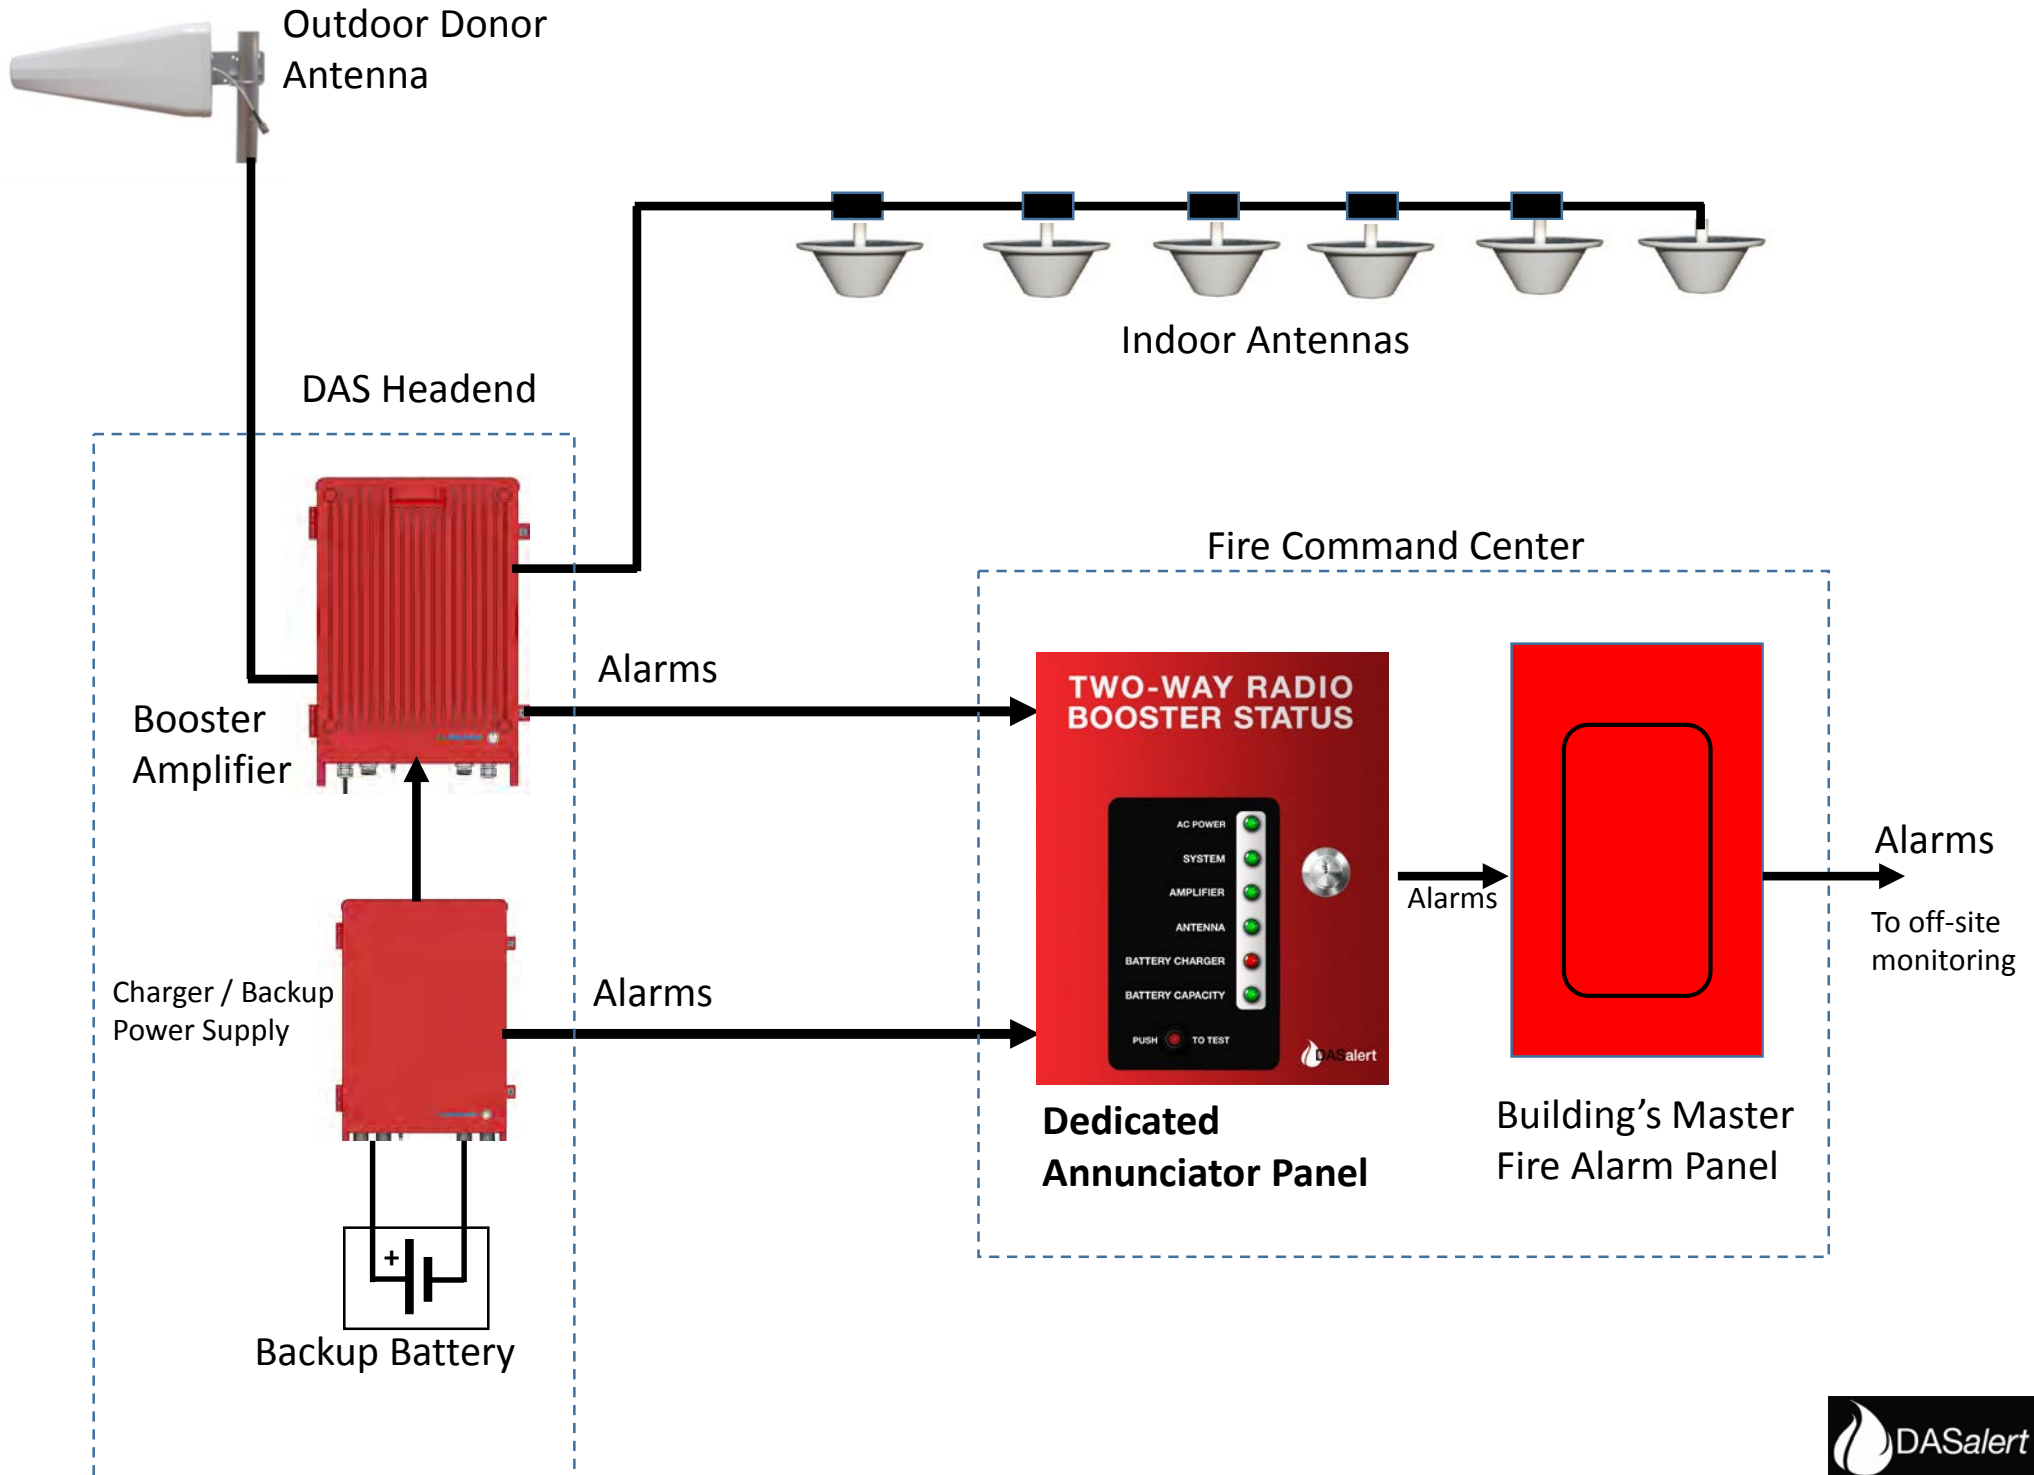 Outdoor Donor
Antenna
Indoor Antennas
DAS Headend
Fire Command Center
Alarms
TWO-WAY RADIO
BOOSTER STATUS
Booster
Amplifier
AC POWER
SYSTEM
AMPLIFIER
ANTENNA
BATTERY CHARGER
BATTERY CAPACITY
PUSH TO TEST
DASalert
Alarms
Alarms
To off-site
monitoring
Charger / Backup
Power Supply
Alarms
Dedicated
Annunciator Panel
Building’s Master
Fire Alarm Panel
+
Backup Battery
DASalert